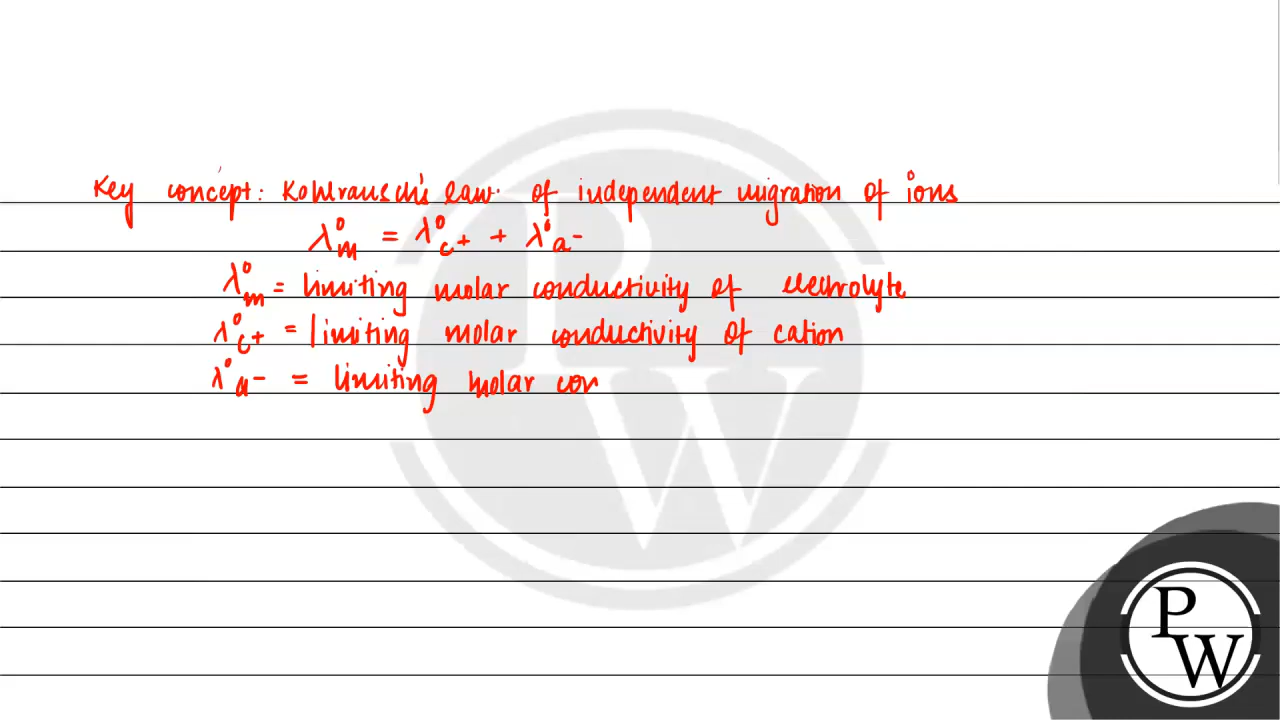 Key concept: Kohlrausch's law. of independent migration of ions
λ°m = λ°c+ + λ°a-
λ°m = limiting molar conductivity of electrolyte
λ°c+ = limiting molar conductivity of cation
λ°a- = limiting molar con
P
W
P
W